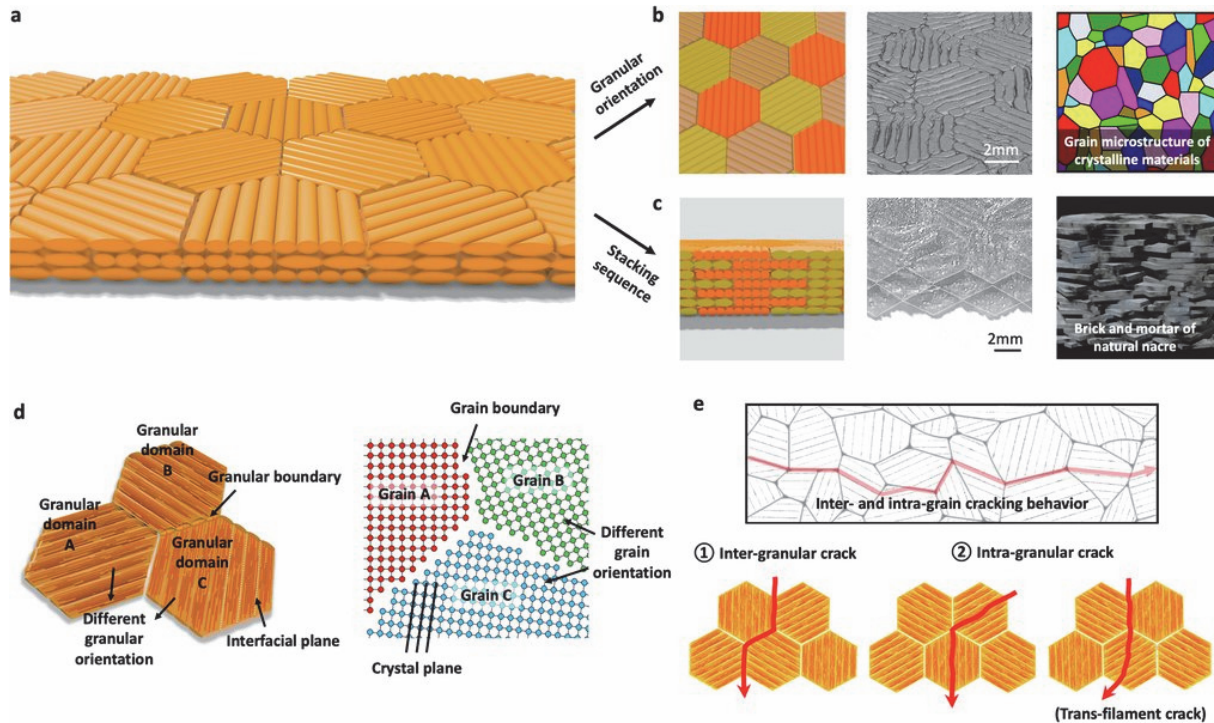 a
Granular
orientation
Stacking
sequence
b
2mm
Grain microstructure of
crystalline materials
c
2mm
Brick and mortar of
natural nacre
d
Granular
domain
B
Granular boundary
Granular domain
A
Granular
domain
C
Different
granular
orientation
Interfacial plane
Grain boundary
Grain A
Grain B
Different
grain
orientation
Grain C
Crystal plane
e
Inter- and intra-grain cracking behavior
① Inter-granular crack
② Intra-granular crack
(Trans-filament crack)